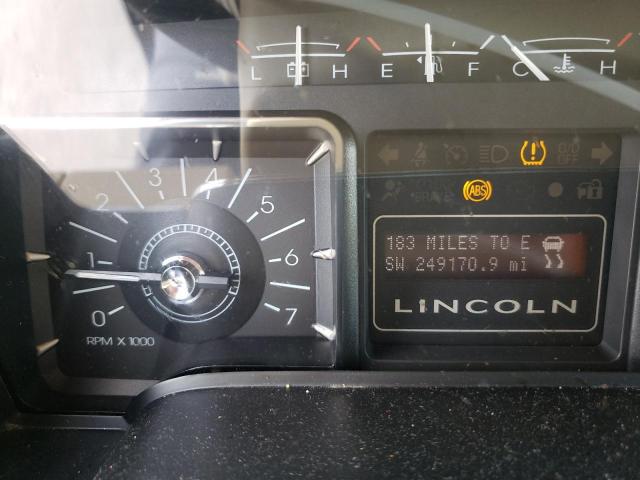 L H E F C H
ABS
O/D OFF
BRAKE
183 MILES TO E
SW 249170.9 mi
LINCOLN
0 1 2 3 4 5 6 7
RPM X 1000